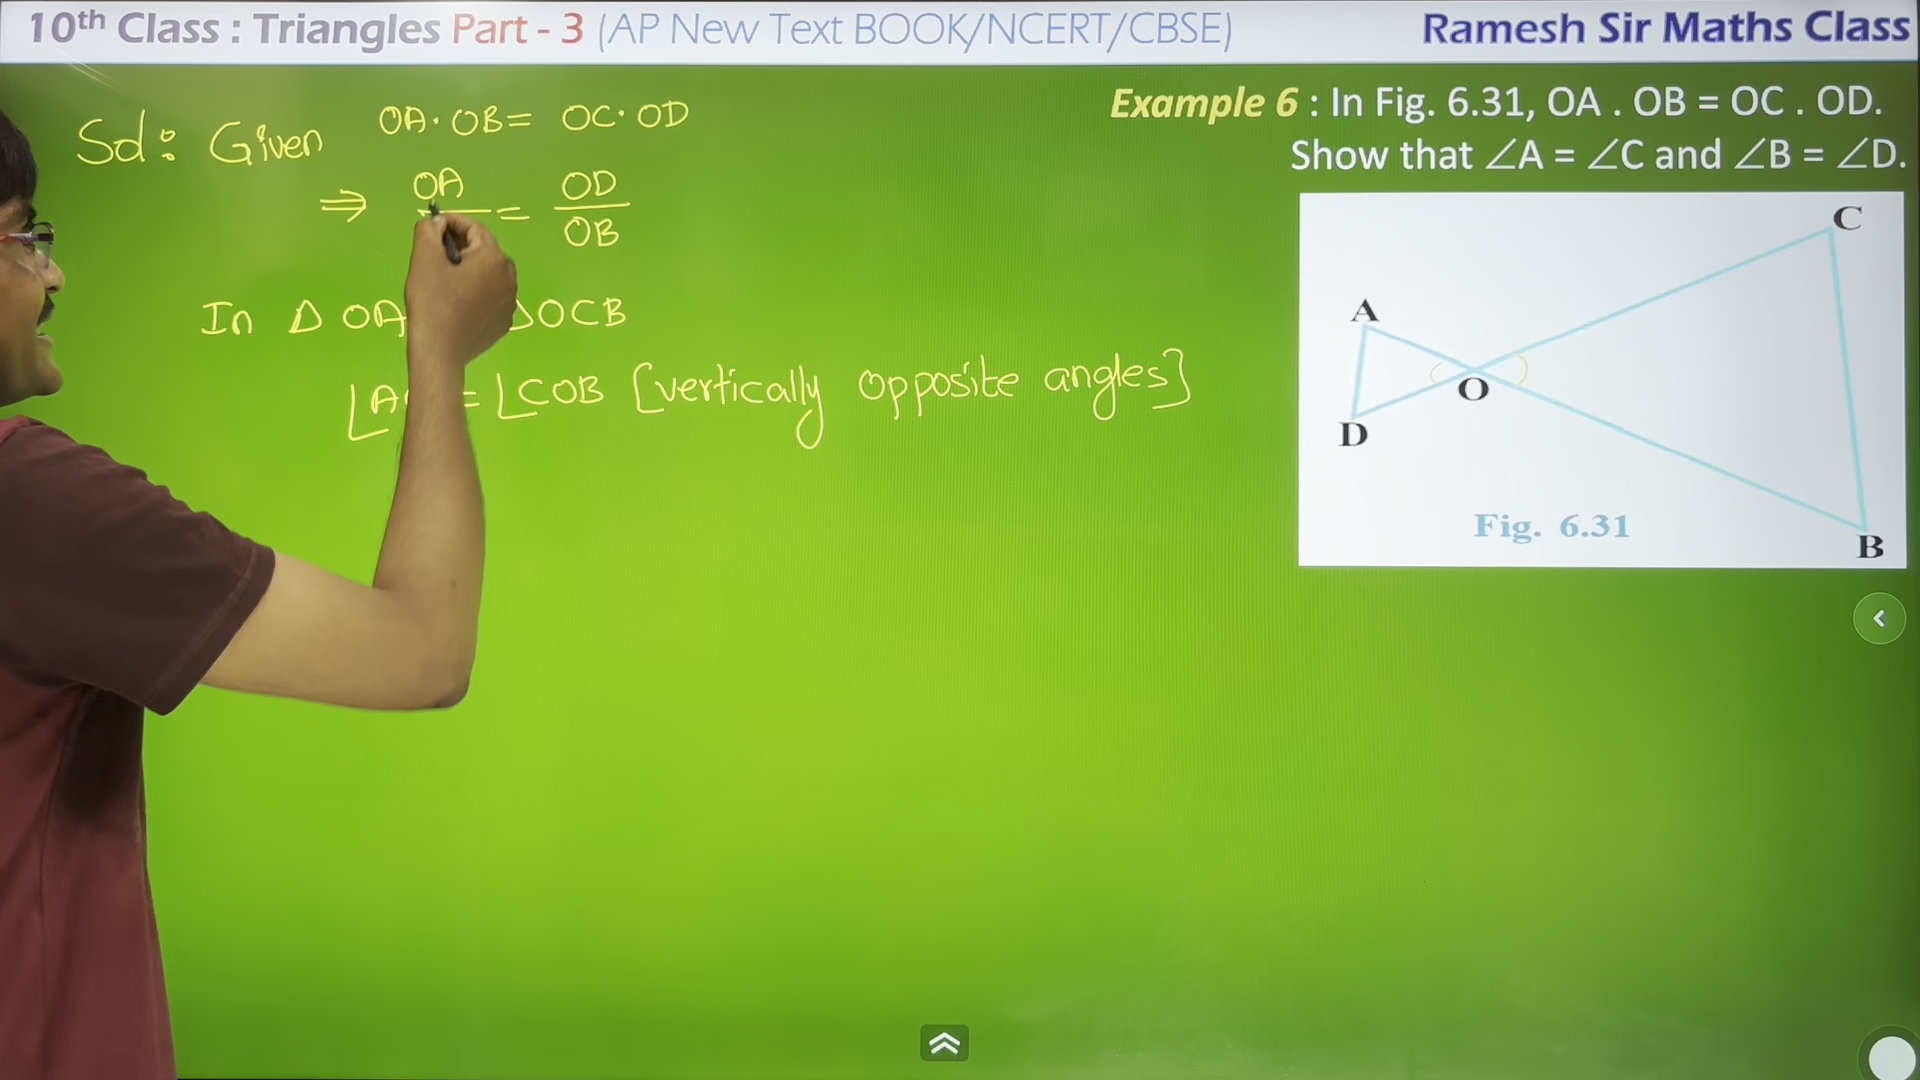 10th Class : Triangles Part - 3 (AP New Text BOOK/NCERT/CBSE)
Ramesh Sir Maths Class
Example 6 : In Fig. 6.31, OA . OB = OC . OD.
Show that ∠A = ∠C and ∠B = ∠D.
Sol: Given OA·OB = OC·OD
⇒ OA = OD
OB
In Δ OA ΔOCB
∠A = ∠COB [vertically opposite angles]
A
C
O
D
B
Fig. 6.31